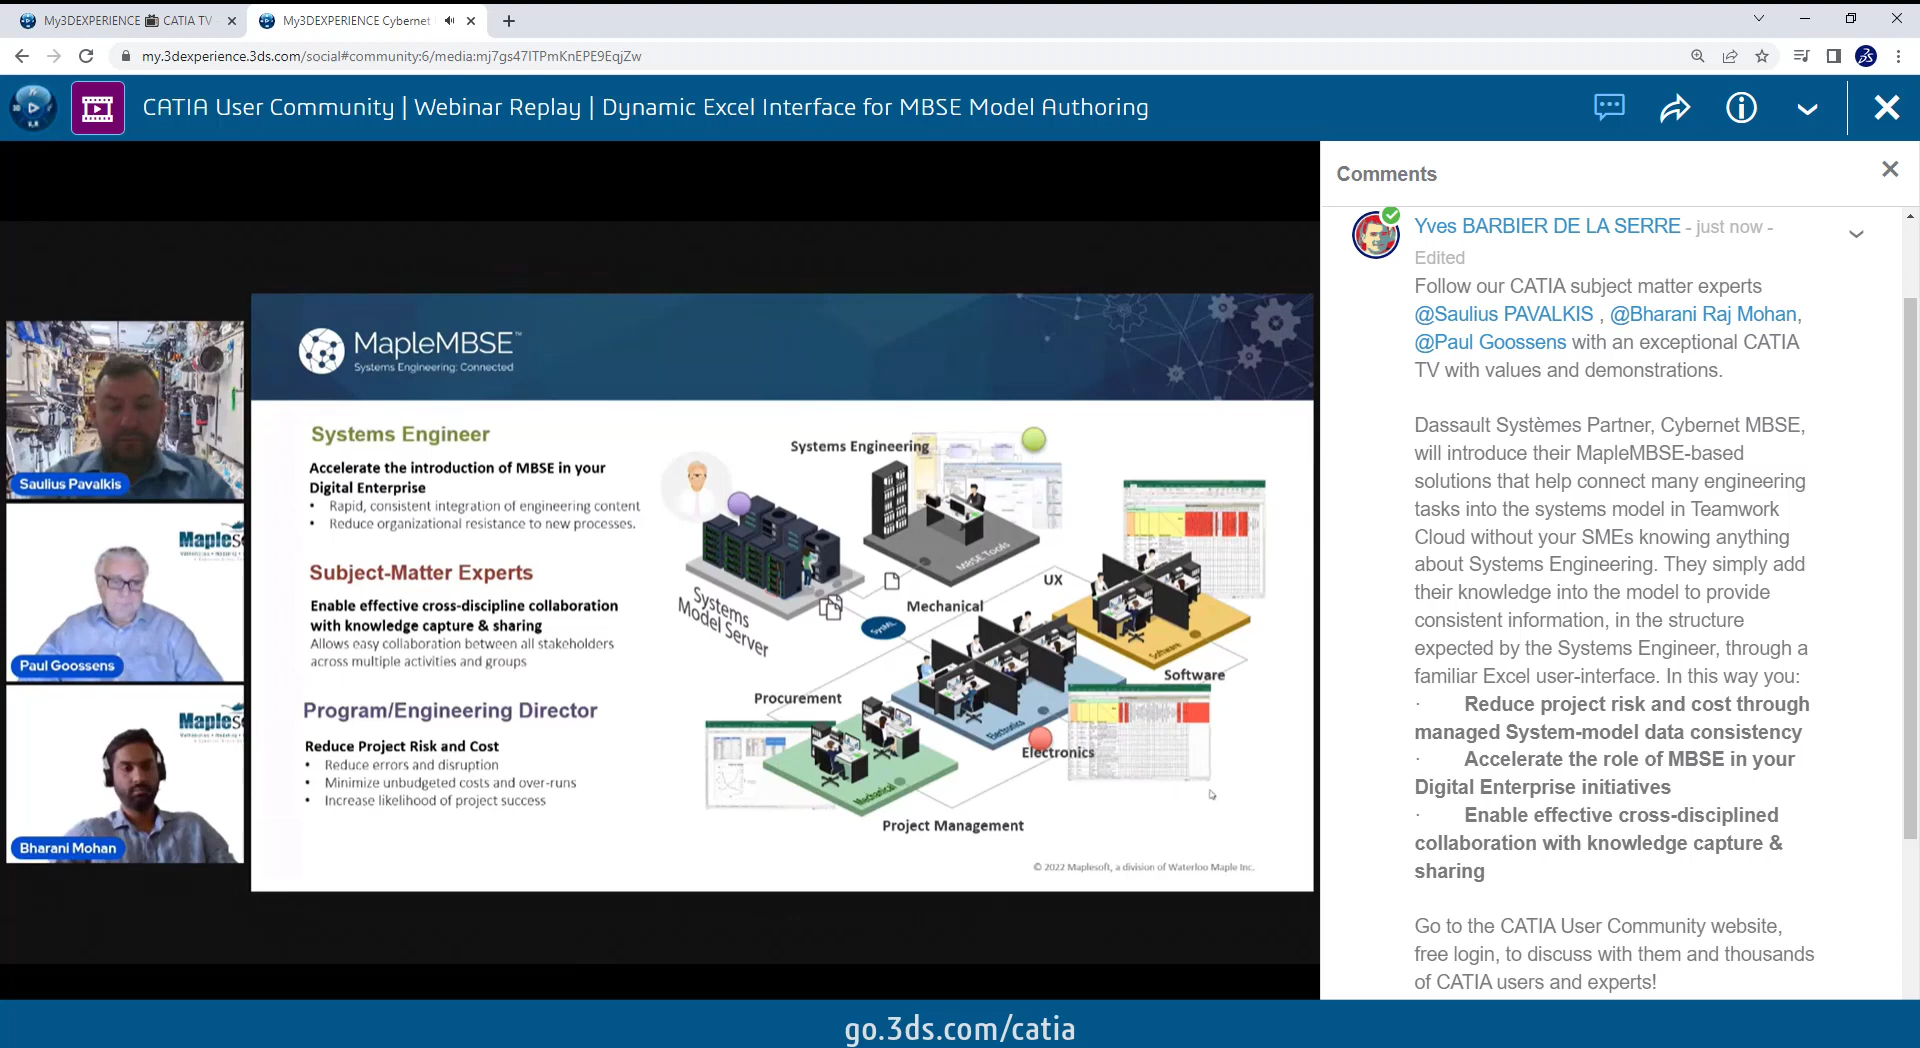 My3DEXPERIENCE 📺 CATIA TV
My3DEXPERIENCE Cybernet
my.3dexperience.3ds.com/social#community:6/media:mj7gs47ITPmKnEPE9EqjZw
CATIA User Community | Webinar Replay | Dynamic Excel Interface for MBSE Model Authoring
Saulius Pavalkis
Maples
Paul Goossens
Maples
Bharani Mohan
MapleMBSE™
Systems Engineering: Connected
Systems Engineer
Accelerate the introduction of MBSE in your
Digital Enterprise
• Rapid, consistent integration of engineering content
• Reduce organizational resistance to new processes.
Subject-Matter Experts
Enable effective cross-discipline collaboration
with knowledge capture & sharing
Allows easy collaboration between all stakeholders
across multiple activities and groups
Program/Engineering Director
Reduce Project Risk and Cost
• Reduce errors and disruption
• Minimize unbudgeted costs and over-runs
• Increase likelihood of project success
Systems Engineering
MBSE Tools
Systems
Model Server
SysML
UX
Mechanical
Software
Software
Procurement
Electronics
Electronics
Mechanical
Project Management
© 2022 Maplesoft, a division of Waterloo Maple Inc.
Comments
Yves BARBIER DE LA SERRE - just now -
Edited
Follow our CATIA subject matter experts
@Saulius PAVALKIS , @Bharani Raj Mohan,
@Paul Goossens with an exceptional CATIA
TV with values and demonstrations.
Dassault Systèmes Partner, Cybernet MBSE,
will introduce their MapleMBSE-based
solutions that help connect many engineering
tasks into the systems model in Teamwork
Cloud without your SMEs knowing anything
about Systems Engineering. They simply add
their knowledge into the model to provide
consistent information, in the structure
expected by the Systems Engineer, through a
familiar Excel user-interface. In this way you:
· Reduce project risk and cost through
managed System-model data consistency
· Accelerate the role of MBSE in your
Digital Enterprise initiatives
· Enable effective cross-disciplined
collaboration with knowledge capture &
sharing
Go to the CATIA User Community website,
free login, to discuss with them and thousands
of CATIA users and experts!
go.3ds.com/catia